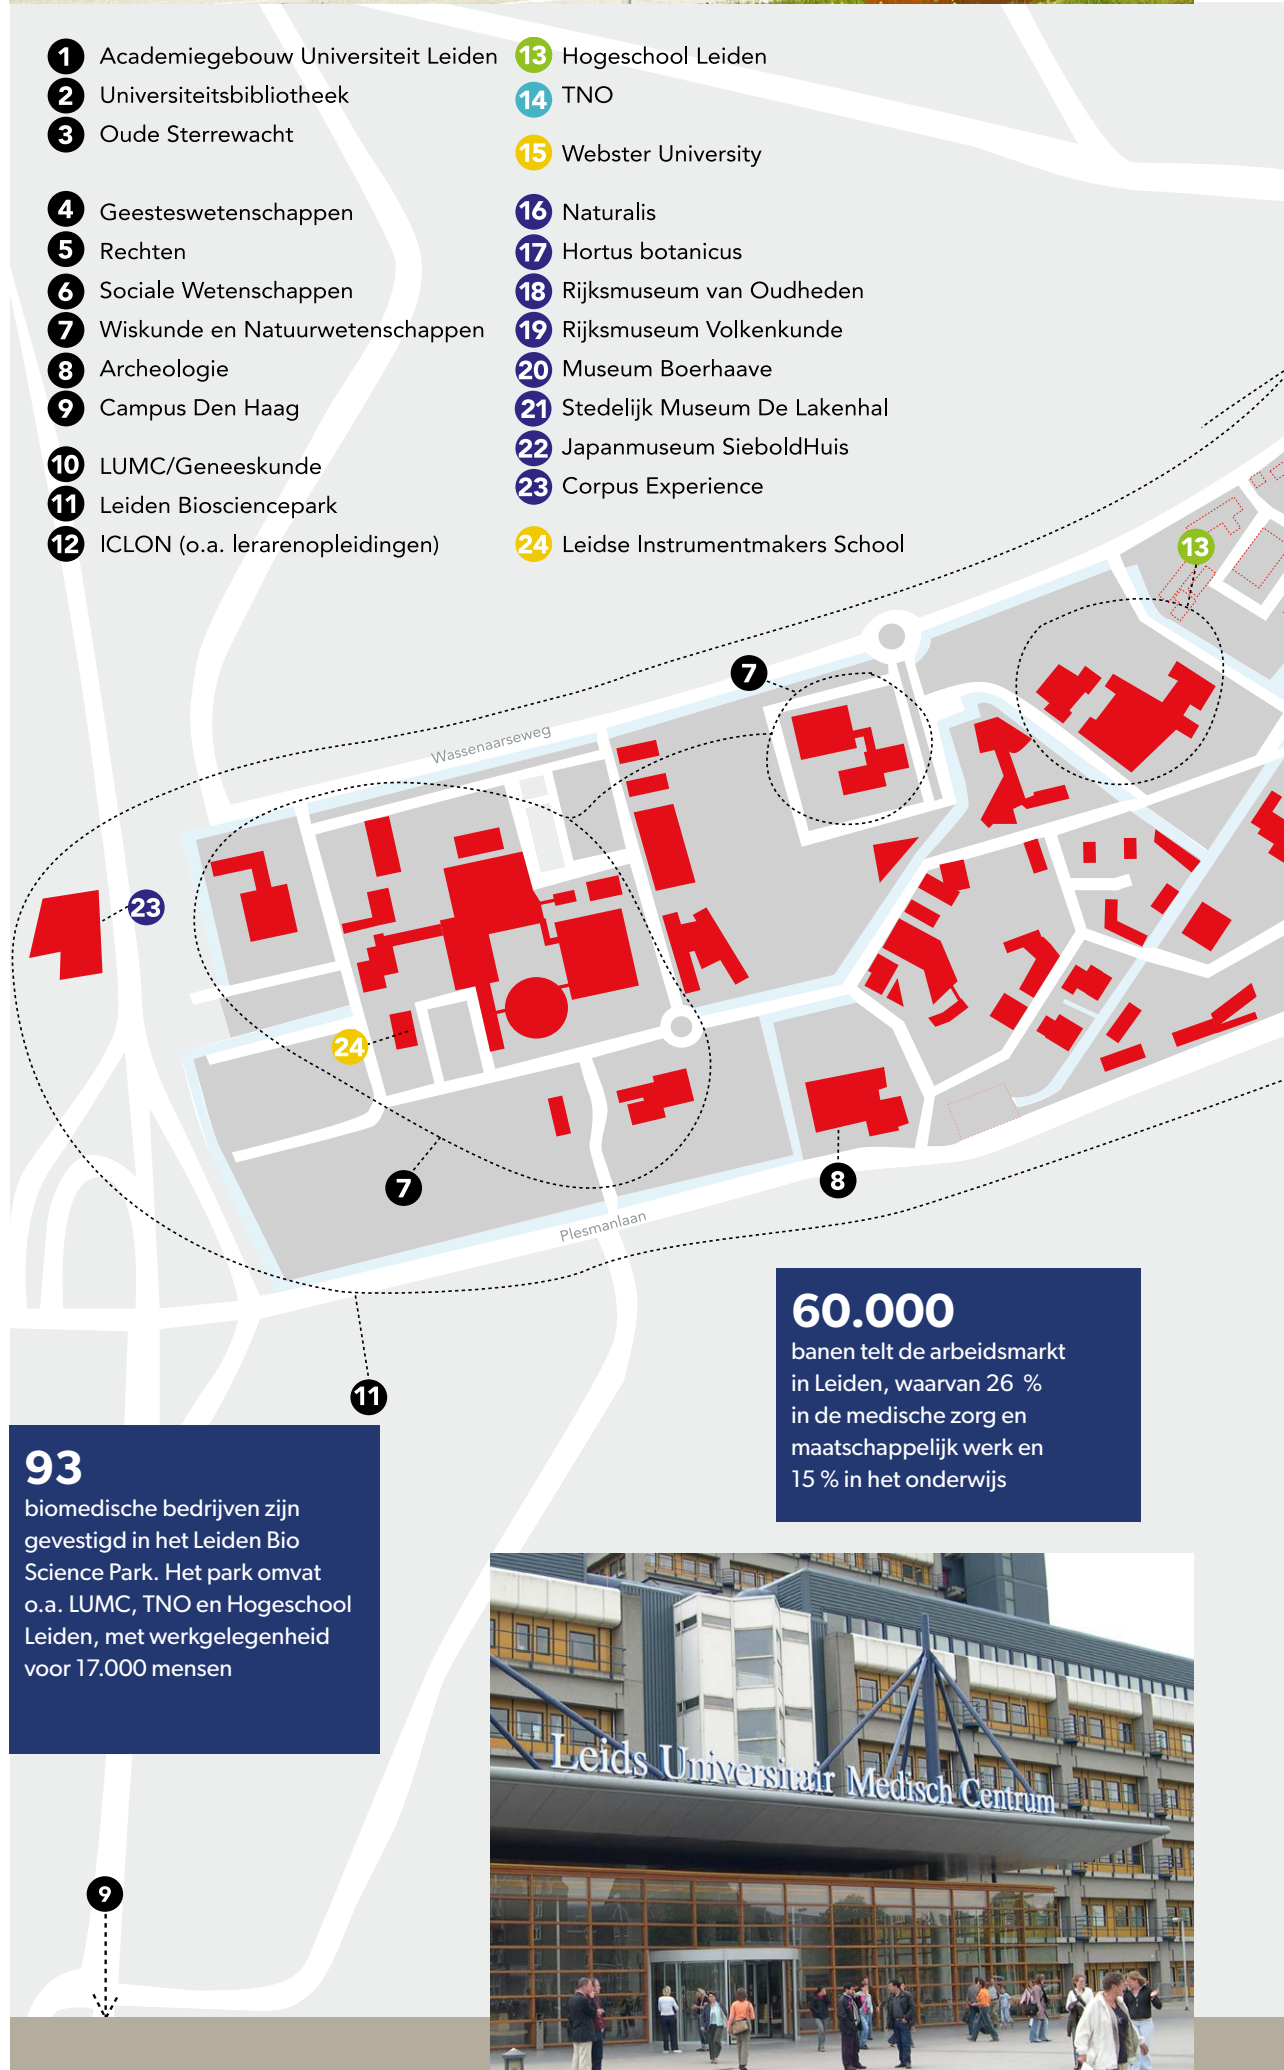 1 Academiegebouw Universiteit Leiden
2 Universiteitsbibliotheek
3 Oude Sterrewacht
4 Geesteswetenschappen
5 Rechten
6 Sociale Wetenschappen
7 Wiskunde en Natuurwetenschappen
8 Archeologie
9 Campus Den Haag
10 LUMC/Geneeskunde
11 Leiden Biosciencepark
12 ICLON (o.a. lerarenopleidingen)
13 Hogeschool Leiden
14 TNO
15 Webster University
16 Naturalis
17 Hortus botanicus
18 Rijksmuseum van Oudheden
19 Rijksmuseum Volkenkunde
20 Museum Boerhaave
21 Stedelijk Museum De Lakenhal
22 Japanmuseum SieboldHuis
23 Corpus Experience
24 Leidse Instrumentmakers School
13
7
Wassenaarseweg
23
24
7
8
Plesmanlaan
11
60.000
banen telt de arbeidsmarkt
in Leiden, waarvan 26 %
in de medische zorg en
maatschappelijk werk en
15 % in het onderwijs
93
biomedische bedrijven zijn
gevestigd in het Leiden Bio
Science Park. Het park omvat
o.a. LUMC, TNO en Hogeschool
Leiden, met werkgelegenheid
voor 17.000 mensen
Leids Universitair Medisch Centrum
9